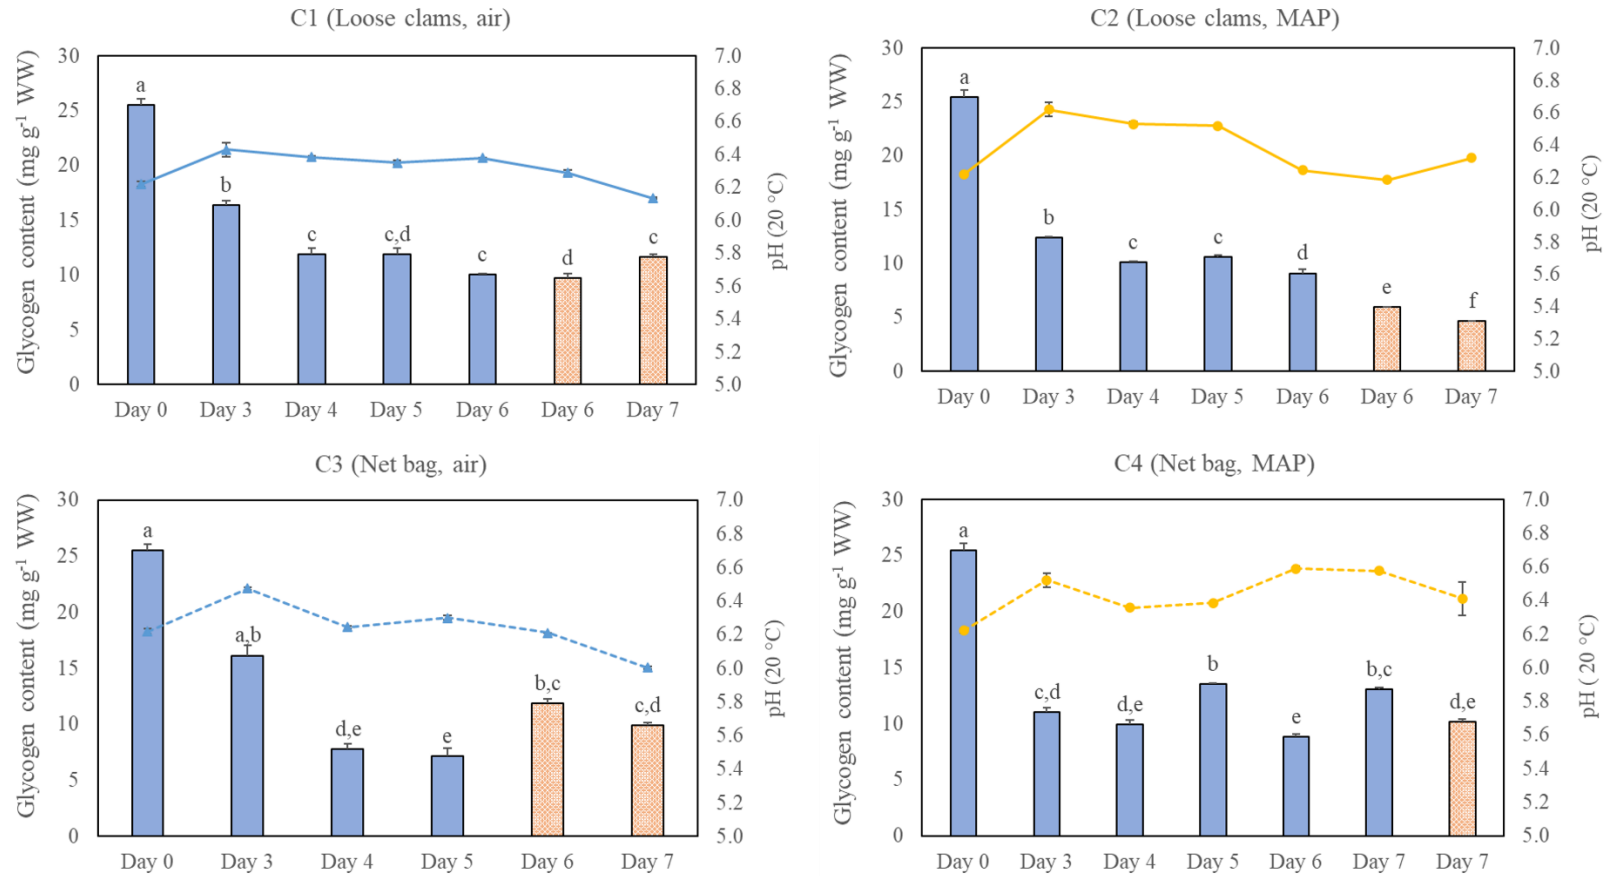 C1 (Loose clams, air)
Glycogen content (mg g-1 WW)
30
25
20
15
10
5
0
a
b
c
c,d
c
d
c
7.0
6.8
6.6
6.4
6.2
6.0
5.8
5.6
5.4
5.2
5.0
pH (20 °C)
Day 0 Day 3 Day 4 Day 5 Day 6 Day 6 Day 7
C2 (Loose clams, MAP)
Glycogen content (mg g-1 WW)
30
25
20
15
10
5
0
a
b
c
c
d
e
f
7.0
6.8
6.6
6.4
6.2
6.0
5.8
5.6
5.4
5.2
5.0
pH (20 °C)
Day 0 Day 3 Day 4 Day 5 Day 6 Day 6 Day 7
C3 (Net bag, air)
Glycogen content (mg g-1 WW)
30
25
20
15
10
5
0
a
a,b
d,e
e
b,c
c,d
7.0
6.8
6.6
6.4
6.2
6.0
5.8
5.6
5.4
5.2
5.0
pH (20 °C)
Day 0 Day 3 Day 4 Day 5 Day 6 Day 7
C4 (Net bag, MAP)
Glycogen content (mg g-1 WW)
30
25
20
15
10
5
0
a
c,d
d,e
b
e
b,c
d,e
7.0
6.8
6.6
6.4
6.2
6.0
5.8
5.6
5.4
5.2
5.0
pH ( 20 °C)
Day 0 Day 3 Day 4 Day 5 Day 6 Day 7 Day 7